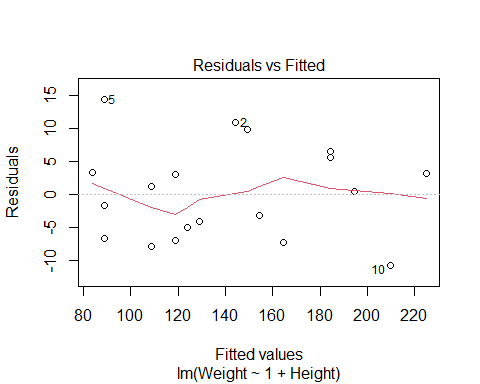 Residuals vs Fitted
Residuals
15
10
5
0
-5
-10
5
2
10
80 100 120 140 160 180 200 220
Fitted values
lm(Weight ~ 1 + Height)